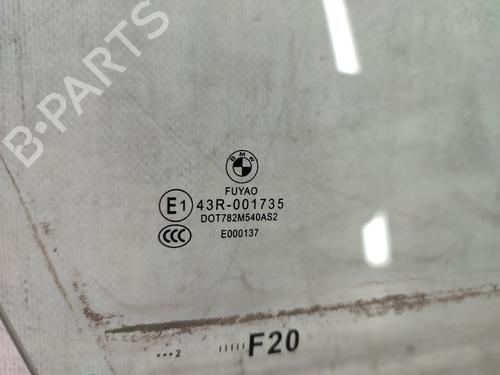 B-PARTS
BMW
FUYAO
E1 43R-001735
DOT782M540AS2
CCC E000137
...2 F20